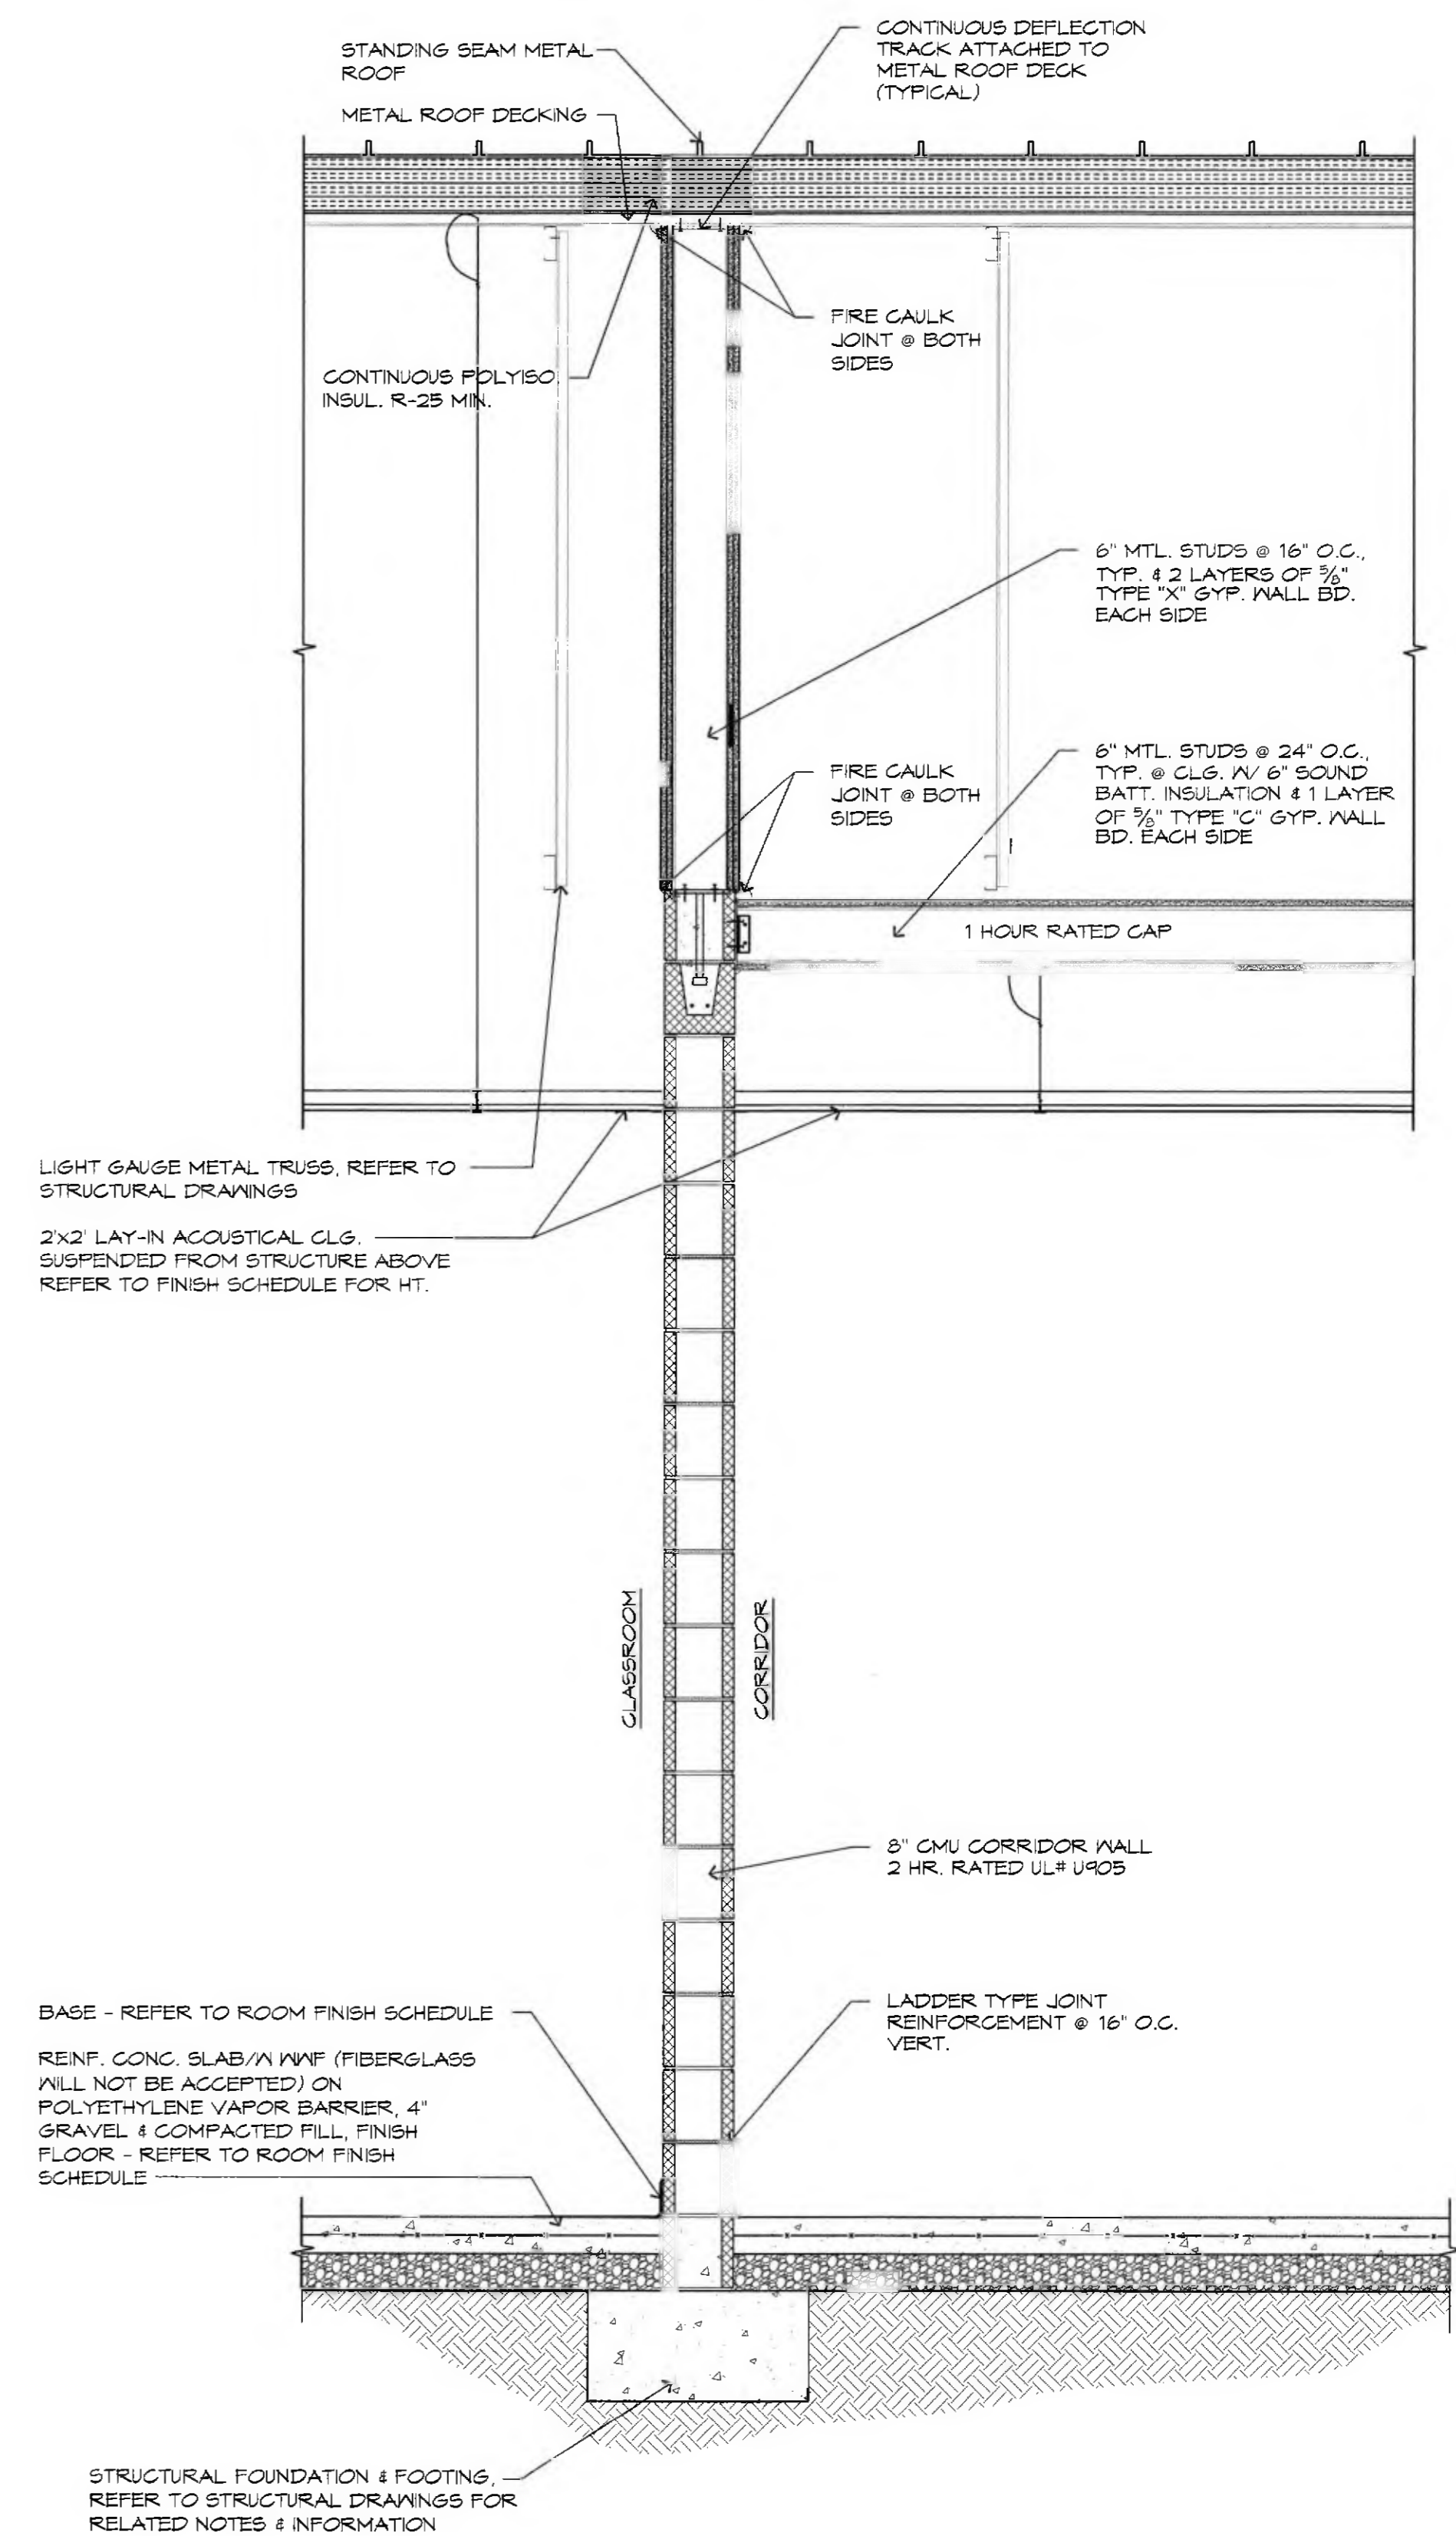 STANDING SEAM METAL
ROOF
METAL ROOF DECKING
CONTINUOUS DEFLECTION
TRACK ATTACHED TO
METAL ROOF DECK
(TYPICAL)
FIRE CAULK
JOINT @ BOTH
SIDES
CONTINUOUS POLYISO
INSUL. R-25 MIN.
6" MTL. STUDS @ 16" O.C.,
TYP. & 2 LAYERS OF 5/8"
TYPE "X" GYP. WALL BD.
EACH SIDE
FIRE CAULK
JOINT @ BOTH
SIDES
6" MTL. STUDS @ 24" O.C.,
TYP. @ CLG. W/ 6" SOUND
BATT. INSULATION & 1 LAYER
OF 5/8" TYPE "C" GYP. WALL
BD. EACH SIDE
1 HOUR RATED CAP
LIGHT GAUGE METAL TRUSS, REFER TO
STRUCTURAL DRAWINGS
2'x2' LAY-IN ACOUSTICAL CLG.
SUSPENDED FROM STRUCTURE ABOVE
REFER TO FINISH SCHEDULE FOR HT.
CLASSROOM
CORRIDOR
8" CMU CORRIDOR WALL
2 HR. RATED UL# U905
BASE - REFER TO ROOM FINISH SCHEDULE
LADDER TYPE JOINT
REINFORCEMENT @ 16" O.C.
VERT.
REINF. CONC. SLAB/W WWF (FIBERGLASS
WILL NOT BE ACCEPTED) ON
POLYETHYLENE VAPOR BARRIER, 4"
GRAVEL & COMPACTED FILL, FINISH
FLOOR - REFER TO ROOM FINISH
SCHEDULE
STRUCTURAL FOUNDATION & FOOTING,
REFER TO STRUCTURAL DRAWINGS FOR
RELATED NOTES & INFORMATION